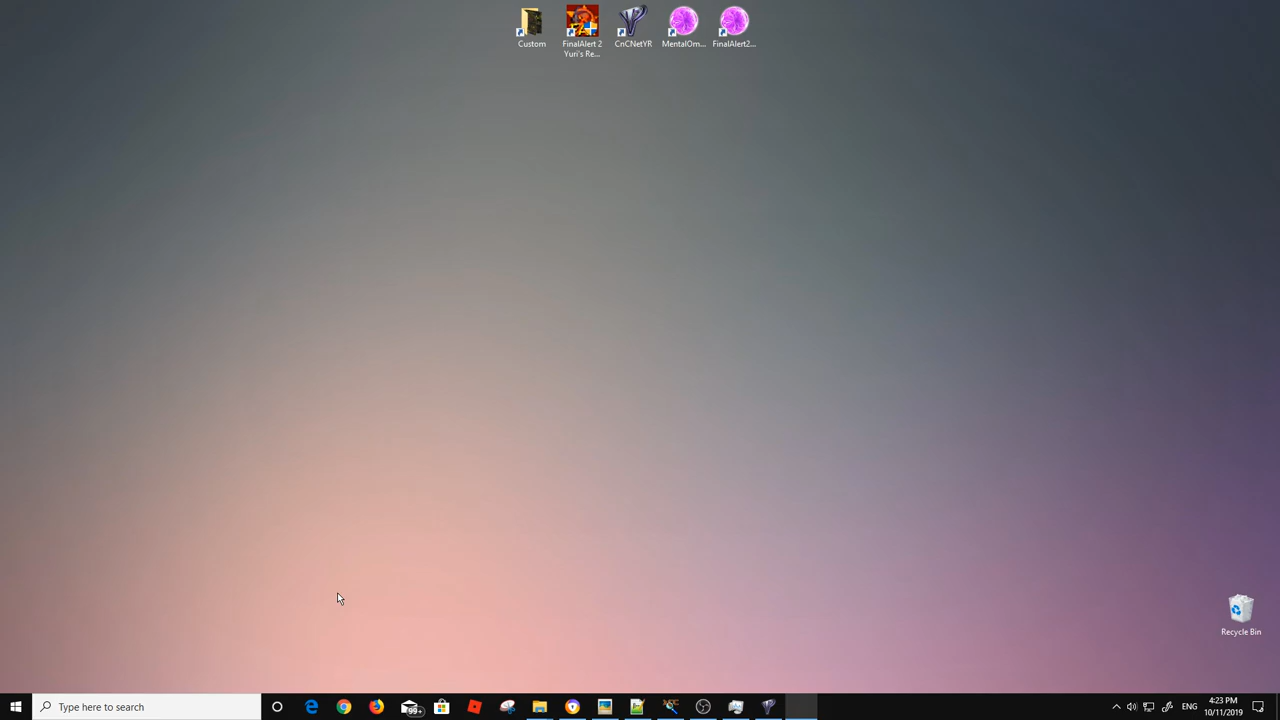 Custom
FinalAlert 2
Yuri's Re...
CnCNetYR
MentalOm...
FinalAlert2...
Recycle Bin
Type here to search
99+
ENG
4:23 PM
10/11/2019